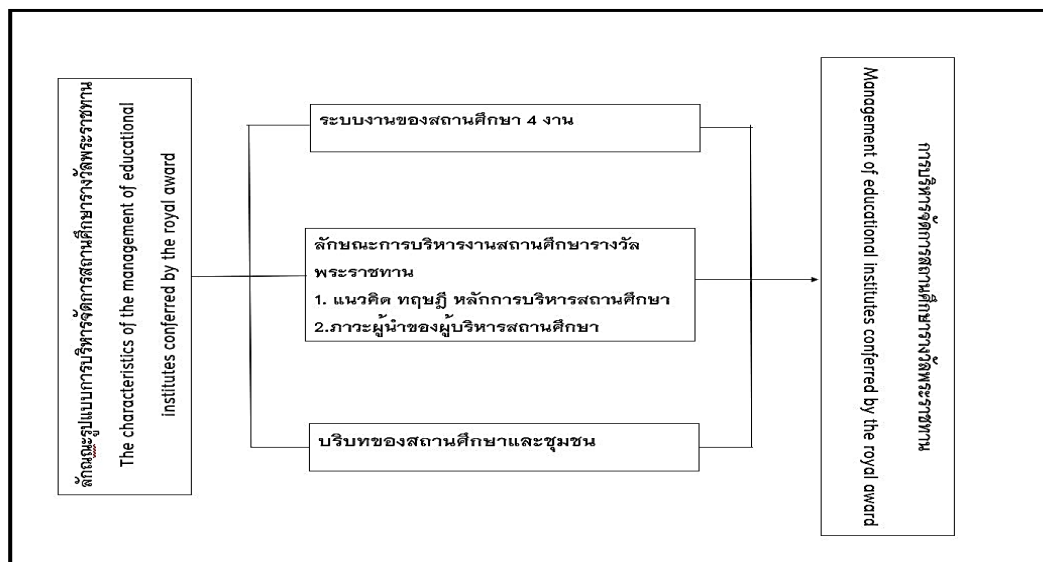 ลักณณะรูปแบบการบริหารจัดการสถานศึกษารางวัลพระราชทาน
The characteristics of the management of educational
institutes conferred by the royal award
ระบบงานของสถานศึกษา 4 งาน
ลักษณะการบริหารงานสถานศึกษารางวัล
พระราชทาน
1. แนวคิด ทฤษฎี หลักการบริหารสถานศึกษา
2.ภาวะผู้นำของผู้บริหารสถานศึกษา
บริบทของสถานศึกษาและชุมชน
การบริหารจัดการสถานศึกษารางวัลพระราชทาน
Management of educational institutes conferred by the royal award